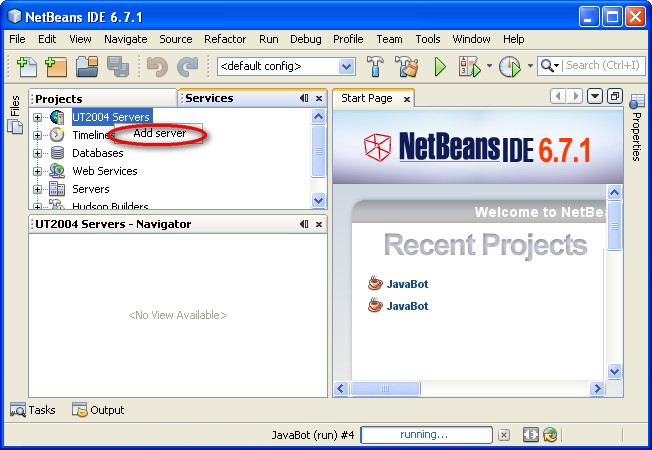 NetBeans IDE 6.7.1
File Edit View Navigate Source Refactor Run Debug Profile Team Tools Window Help
<default config> Search (Ctrl+I)
Files
Projects Services
UT2004 Servers
Add server
Timelines
Databases
Web Services
Servers
Hudson Builders
UT2004 Servers - Navigator
<No View Available>
Start Page
NetBeans IDE 6.7.1
Welcome to NetBea
Recent Projects
JavaBot
JavaBot
Properties
Tasks Output
JavaBot (run) #4 running...